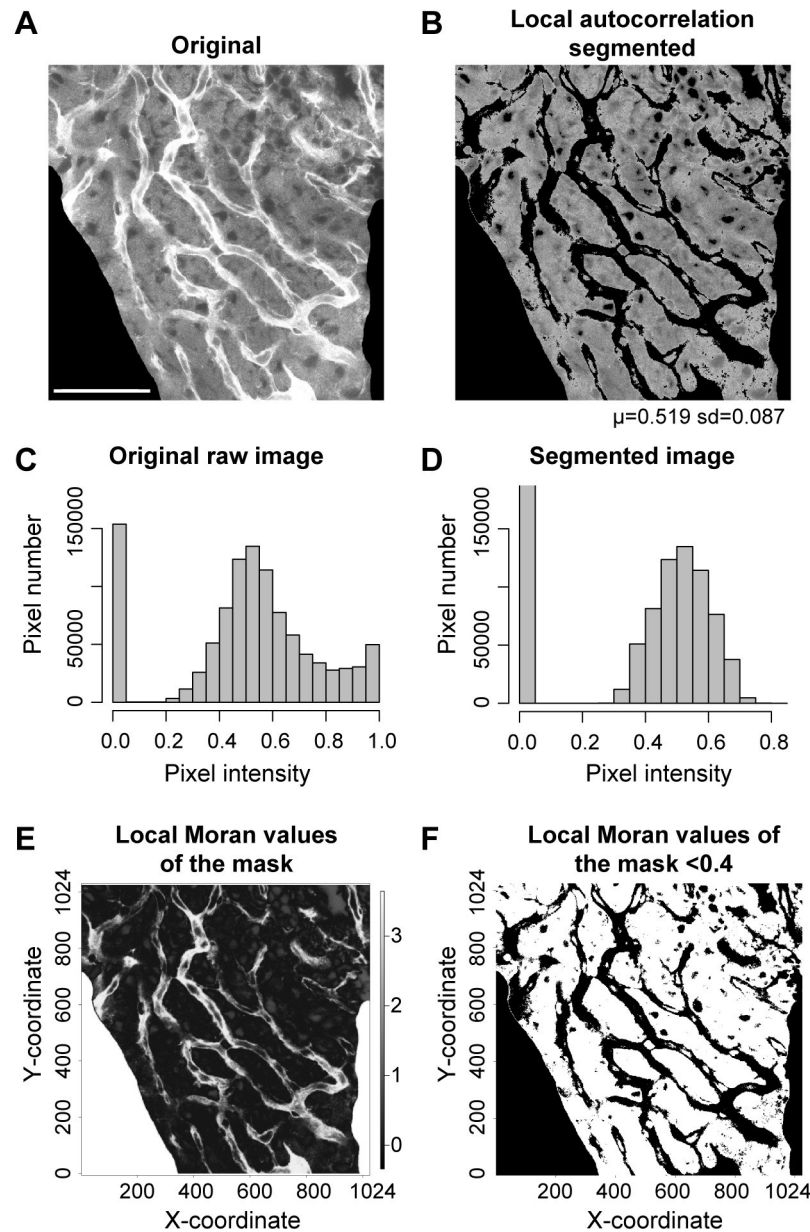 A
Original
B
Local autocorrelation
segmented
μ=0.519 sd=0.087
C
Original raw image
Pixel number
150000
50000
0
0.0 0.2 0.4 0.6 0.8 1.0
Pixel intensity
D
Segmented image
Pixel number
150000
50000
0
0.0 0.2 0.4 0.6 0.8
Pixel intensity
E
Local Moran values
of the mask
Y-coordinate
1024
800
600
400
200
0
200 400 600 800 1024
X-coordinate
3
2
1
0
F
Local Moran values of
the mask <0.4
Y-coordinate
1024
800
600
400
200
0
200 400 600 800 1024
X-coordinate